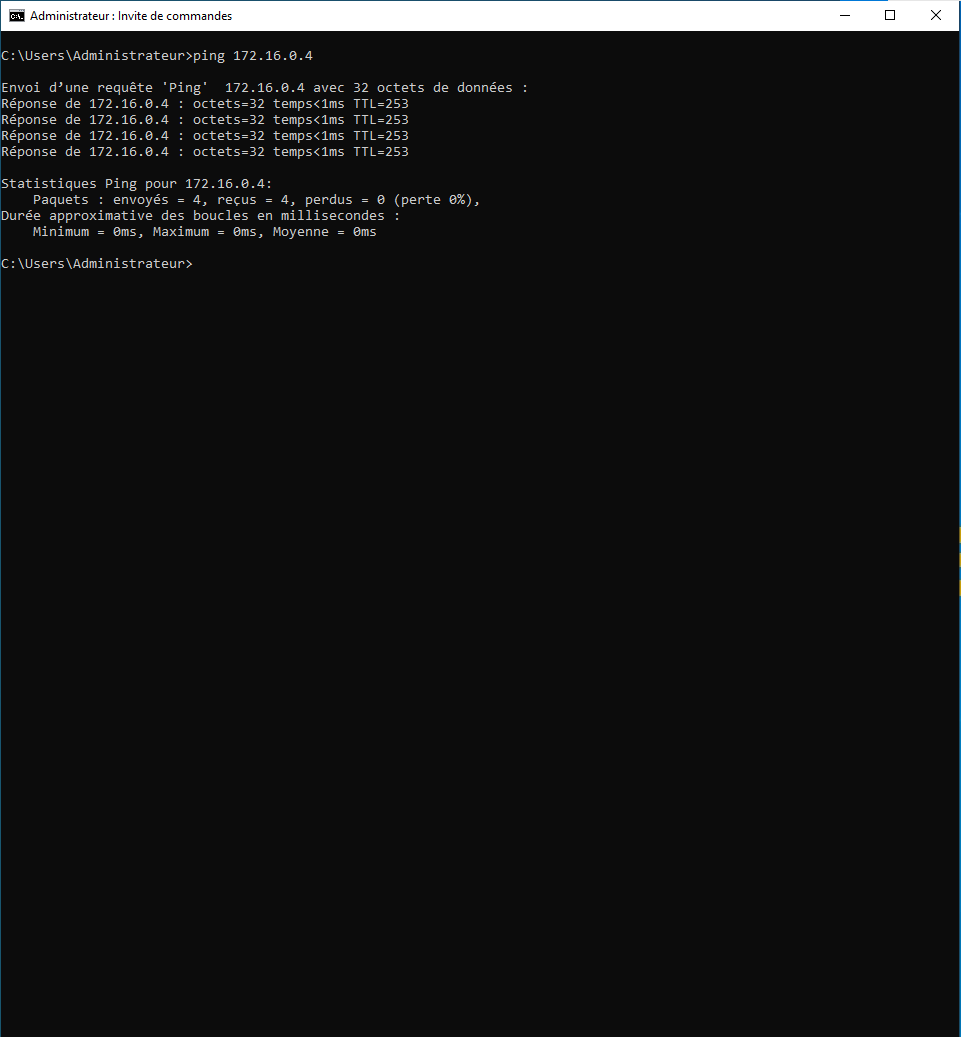 Administrateur : Invite de commandes
C:\Users\Administrateur>ping 172.16.0.4
Envoi d’une requête 'Ping'  172.16.0.4 avec 32 octets de données :
Réponse de 172.16.0.4 : octets=32 temps<1ms TTL=253
Réponse de 172.16.0.4 : octets=32 temps<1ms TTL=253
Réponse de 172.16.0.4 : octets=32 temps<1ms TTL=253
Réponse de 172.16.0.4 : octets=32 temps<1ms TTL=253
Statistiques Ping pour 172.16.0.4:
    Paquets : envoyés = 4, reçus = 4, perdus = 0 (perte 0%),
Durée approximative des boucles en millisecondes :
    Minimum = 0ms, Maximum = 0ms, Moyenne = 0ms
C:\Users\Administrateur>